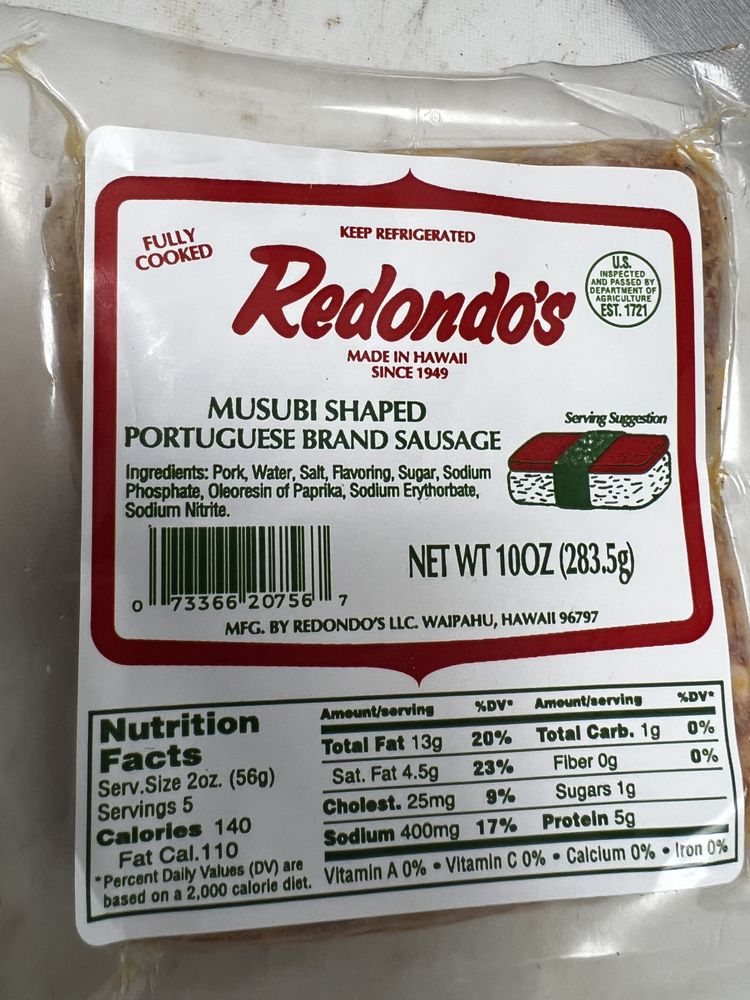 FULLY
COOKED
KEEP REFRIGERATED
Redondo's
MADE IN HAWAII
SINCE 1949
U.S.
INSPECTED
AND PASSED BY
DEPARTMENT OF
AGRICULTURE
EST. 1721
MUSUBI SHAPED
PORTUGUESE BRAND SAUSAGE
Serving Suggestion
Ingredients: Pork, Water, Salt, Flavoring, Sugar, Sodium
Phosphate, Oleoresin of Paprika, Sodium Erythorbate,
Sodium Nitrite.
NET WT 10OZ (283.5g)
0 73366 20756 7
MFG. BY REDONDO'S LLC. WAIPAHU, HAWAII 96797
Nutrition
Facts
Serv.Size 2oz. (56g)
Servings 5
Calories 140
Fat Cal.110
*Percent Daily Values (DV) are
based on a 2,000 calorie diet.
Amount/serving %DV* Amount/serving %DV*
Total Fat 13g 20% Total Carb. 1g 0%
Sat. Fat 4.5g 23% Fiber 0g 0%
Cholest. 25mg 9% Sugars 1g
Sodium 400mg 17% Protein 5g
Vitamin A 0% • Vitamin C 0% • Calcium 0% • Iron 0%